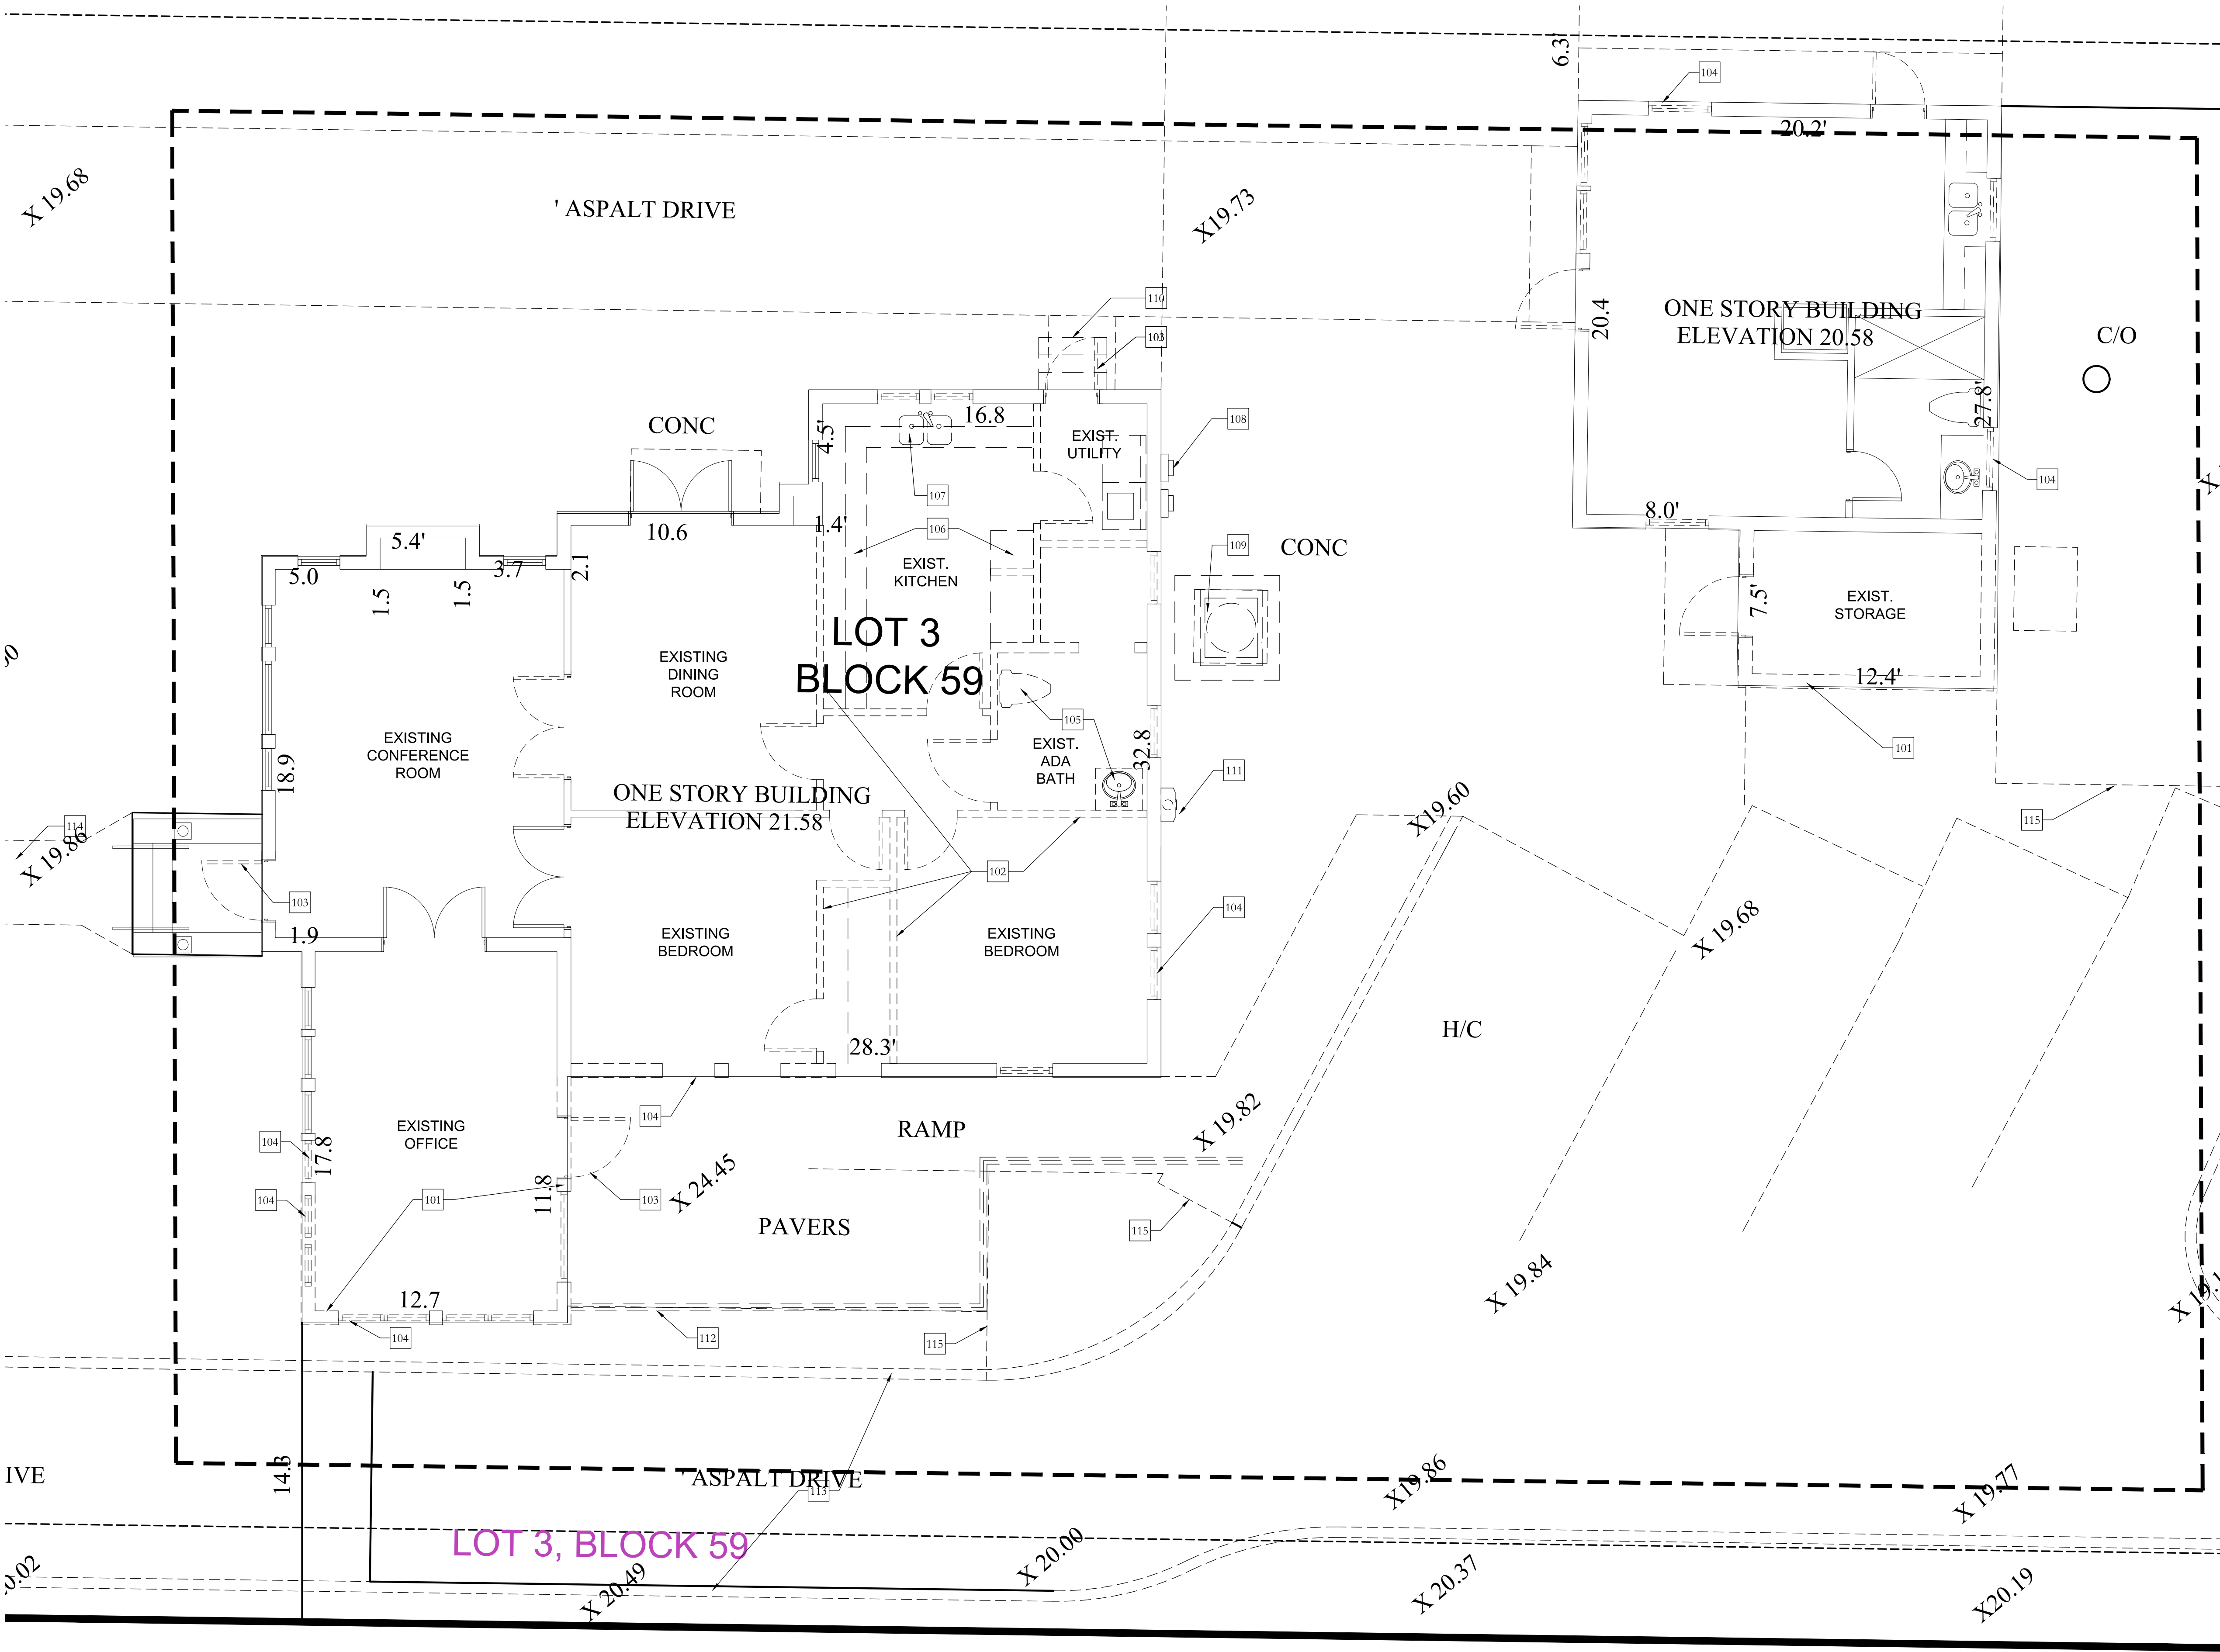 6.3'
104
20.2'
X 19.68
' ASPALT DRIVE
X19.73
110
103
20.4
ONE STORY BUILDING
ELEVATION 20.58
C/O
CONC
4.5'
16.8
EXIST.
UTILITY
108
27.8'
104
107
8.0'
5.4'
10.6
1.4'
106
109
CONC
5.0
3.7
2.1
1.5
1.5
EXIST.
KITCHEN
7.5'
EXIST.
STORAGE
LOT 3
BLOCK 59
EXISTING
DINING
ROOM
12.4'
105
101
EXISTING
CONFERENCE
ROOM
EXIST.
ADA
BATH
32.8
111
18.9
ONE STORY BUILDING
ELEVATION 21.58
X19.60
115
114
X 19.86
102
103
104
1.9
EXISTING
BEDROOM
EXISTING
BEDROOM
X 19.68
H/C
28.3'
104
RAMP
X 19.82
EXISTING
OFFICE
104
17.8
104
101
11.8
103
X 24.45
PAVERS
115
X 19.84
12.7
104
112
115
14.3
IVE
' ASPALT DRIVE
113
X19.86
X 19.77
LOT 3, BLOCK 59
X 20.00
X 20.49
X 20.37
X20.19